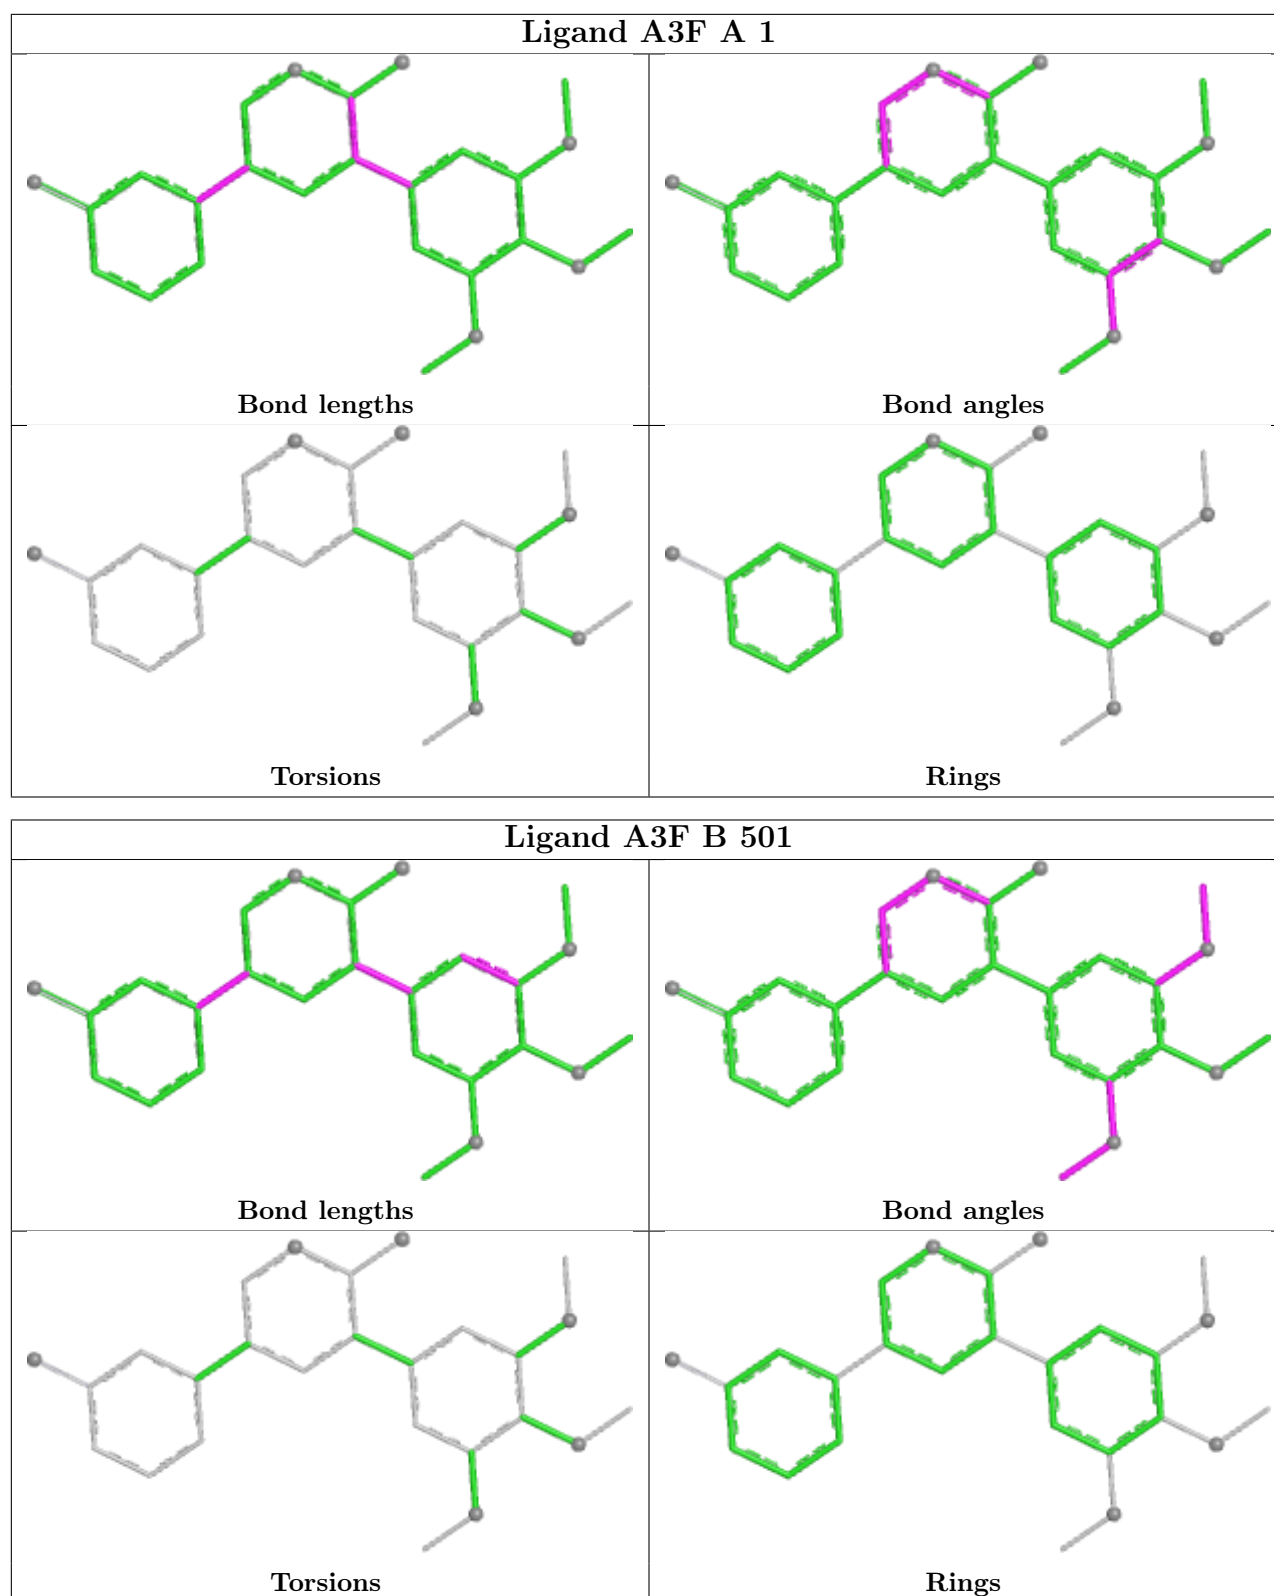 Ligand A3F A 1
Bond lengths
Bond angles
Torsions
Rings
Ligand A3F B 501
Bond lengths
Bond angles
Torsions
Rings